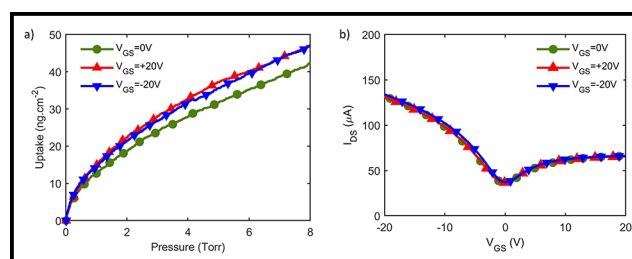 a)
50
40
30
20
10
0
Uptake (ng.cm⁻²)
V_GS=0V
V_GS=+20V
V_GS=-20V
0 2 4 6 8
Pressure (Torr)
b)
200
150
100
50
0
I_DS (μA)
V_GS=0V
V_GS=+20V
V_GS=-20V
-20 -10 0 10 20
V_GS (V)